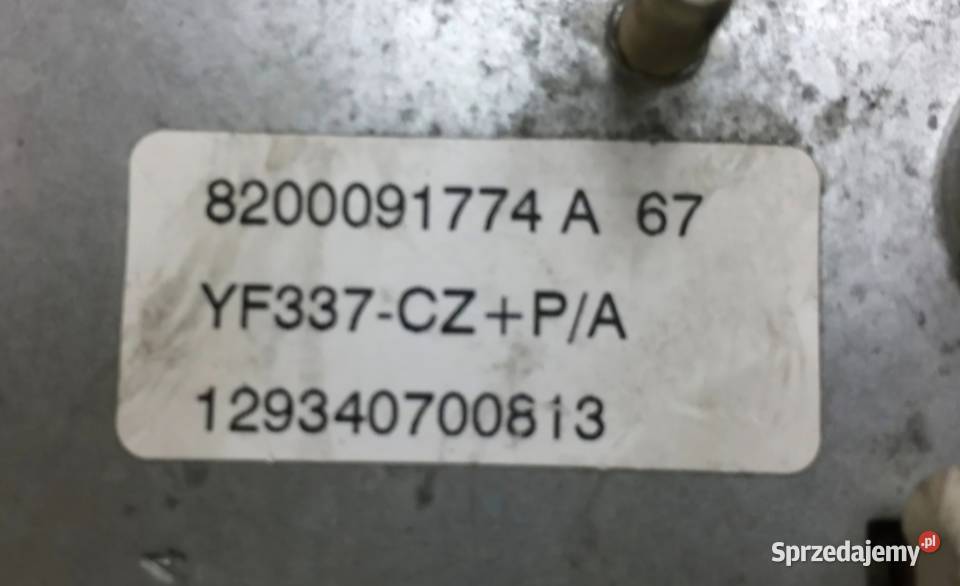 8200091774 A 67
YF337-CZ+P/A
129340700813
Sprzedajemy.pl